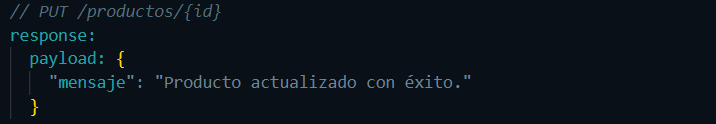 // PUT /productos/{id}
response:
payload: {
"mensaje": "Producto actualizado con éxito."
}